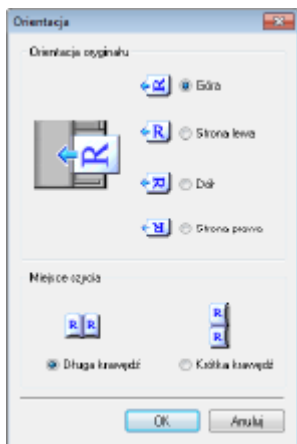 Orientacja
Orientacja oryginału
Góra
Strona lewa
Dół
Strona prawa
Miejsce szycia
Długa krawędź
Krótka krawędź
OK
Anuluj